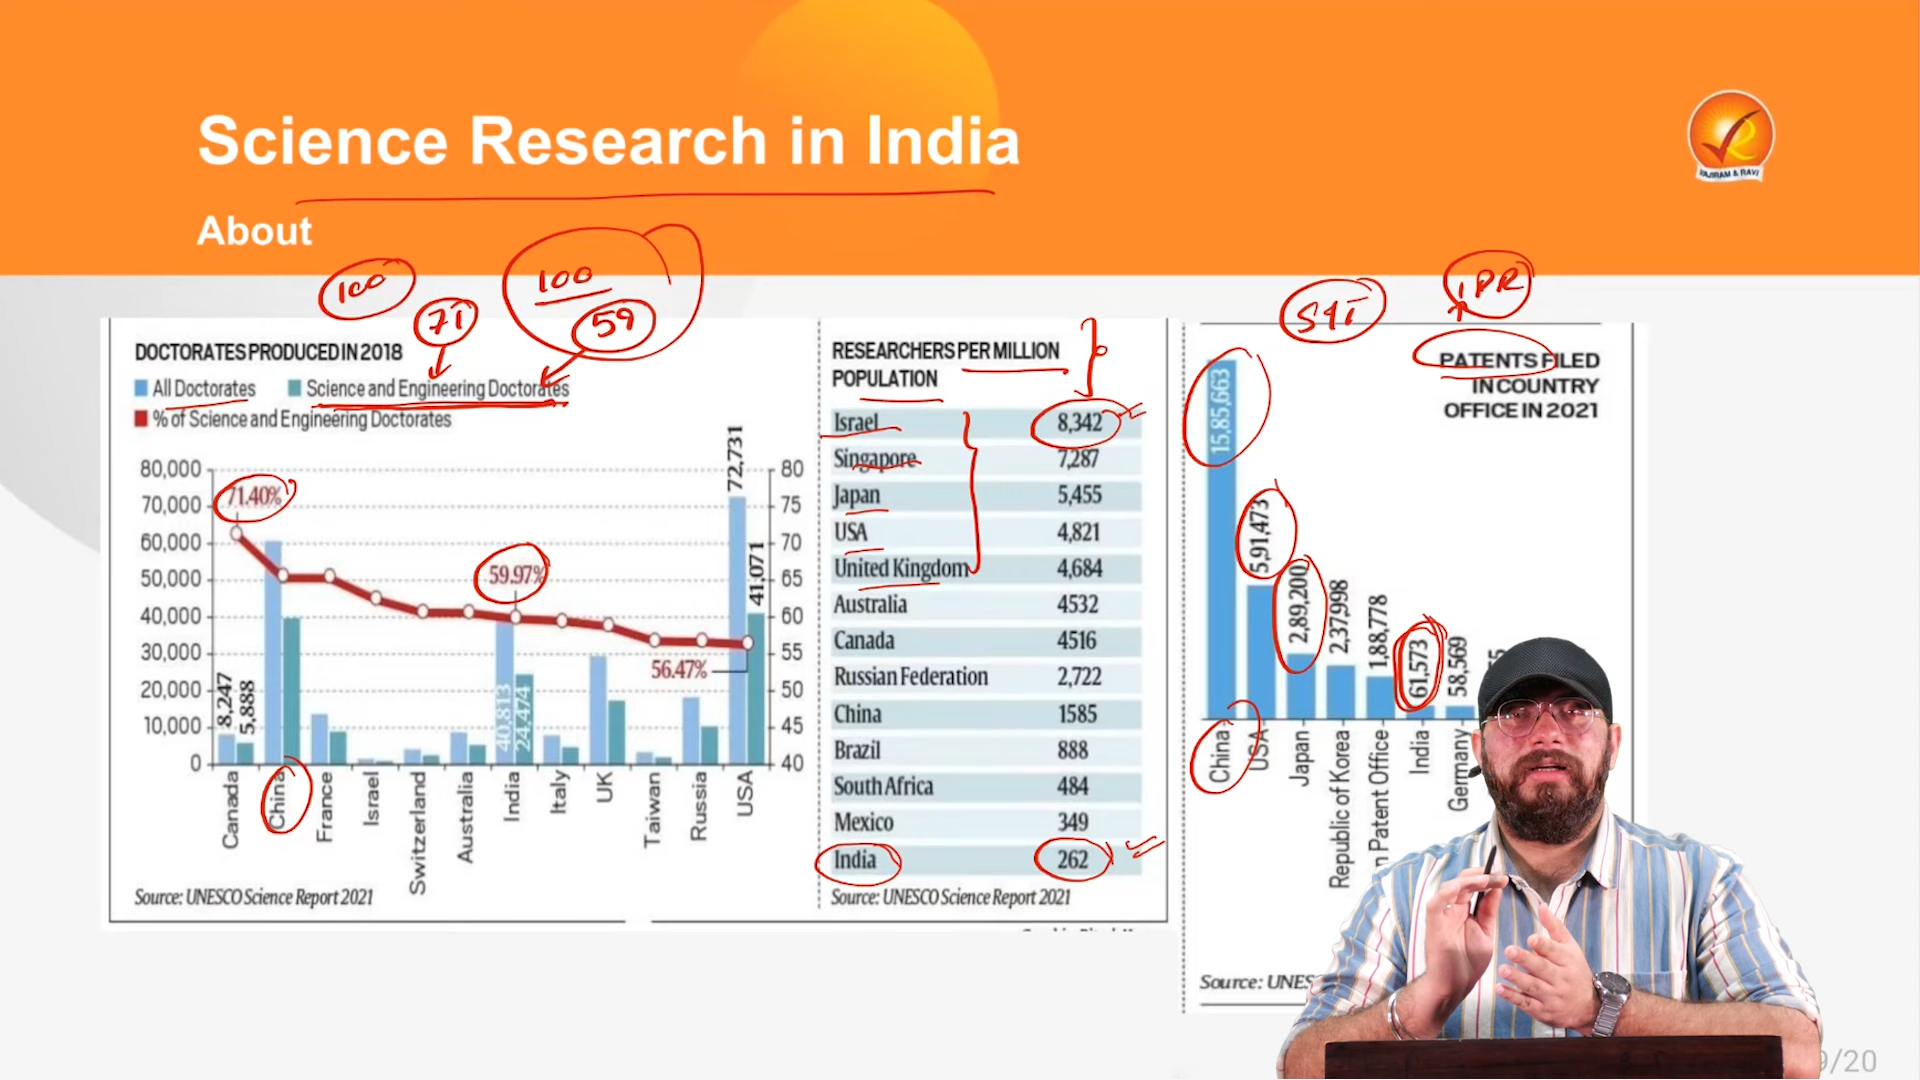 Science Research in India
About
VAJIRAM & RAVI
100
71
100
59
STI
IPR
DOCTORATES PRODUCED IN 2018
All Doctorates
Science and Engineering Doctorates
% of Science and Engineering Doctorates
80,000
70,000
60,000
50,000
40,000
30,000
20,000
10,000
0
80
75
70
65
60
55
50
45
40
71.40%
59.97%
56.47%
8,247
5,888
40,813
24,474
72,731
41,071
Canada
China
France
Israel
Switzerland
Australia
India
Italy
UK
Taiwan
Russia
USA
Source: UNESCO Science Report 2021
RESEARCHERS PER MILLION
POPULATION
Israel 8,342
Singapore 7,287
Japan 5,455
USA 4,821
United Kingdom 4,684
Australia 4532
Canada 4516
Russian Federation 2,722
China 1585
Brazil 888
South Africa 484
Mexico 349
India 262
Source: UNESCO Science Report 2021
PATENTS FILED
IN COUNTRY
OFFICE IN 2021
15,85,663
5,91,473
2,89,200
2,37,998
1,88,778
61,573
58,569
China
USA
Japan
Republic of Korea
n Patent Office
India
Germany
Source: UNES
9/20